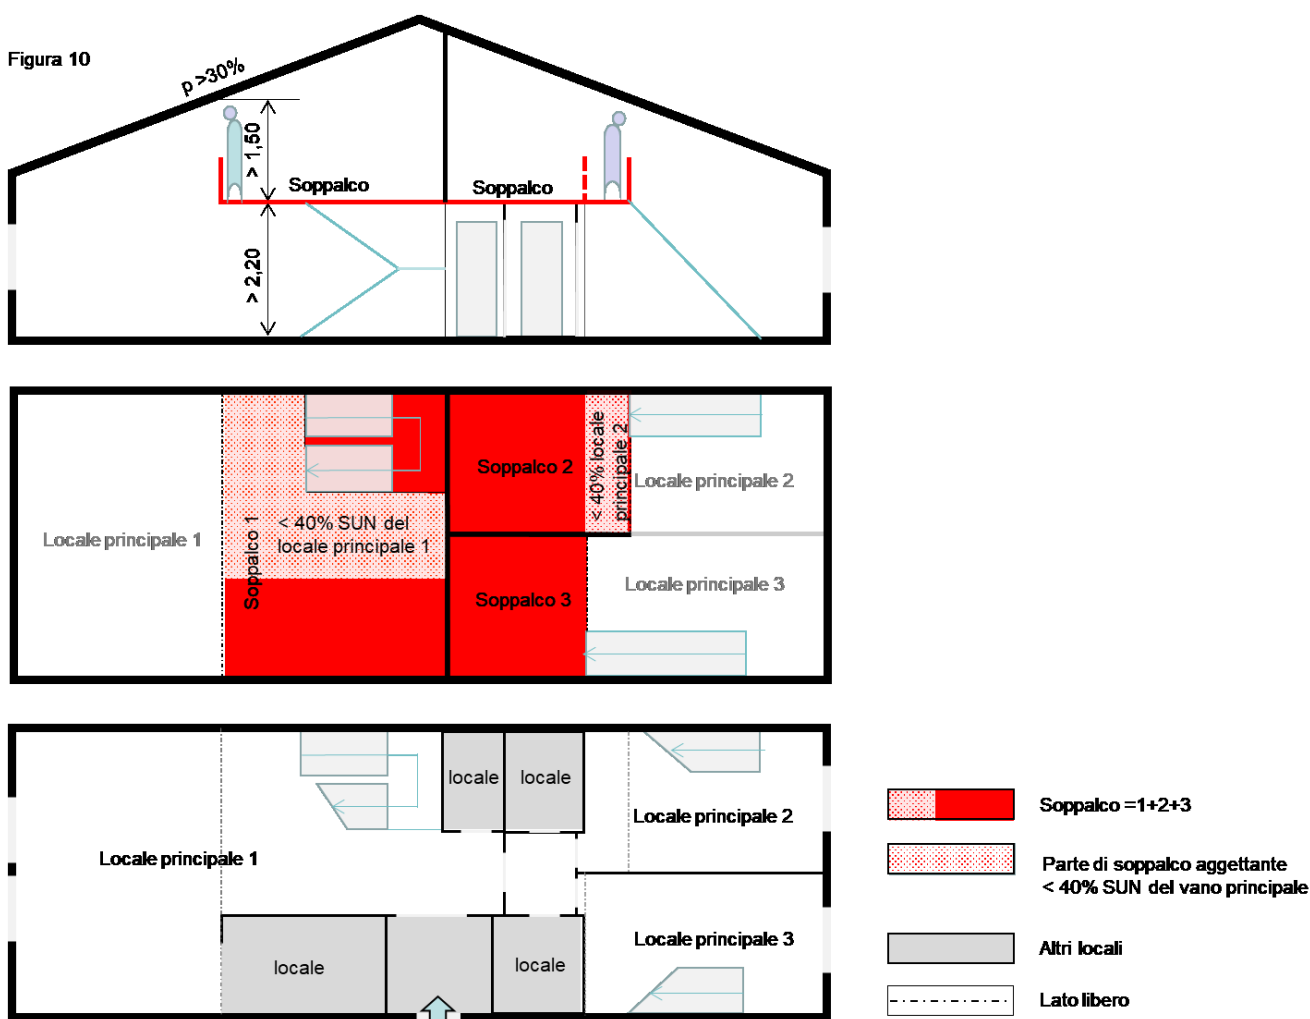 Figura 10
p >30%
> 1,50
Soppalco
Soppalco
> 2,20
Locale principale 1
Soppalco 1
< 40% SUN del
locale principale 1
Soppalco 2
< 40% locale
principale 2
Locale principale 2
Soppalco 3
Locale principale 3
locale
locale
Locale principale 1
Locale principale 2
Locale principale 3
locale
locale
Soppalco =1+2+3
Parte di soppalco aggettante
< 40% SUN del vano principale
Altri locali
Lato libero